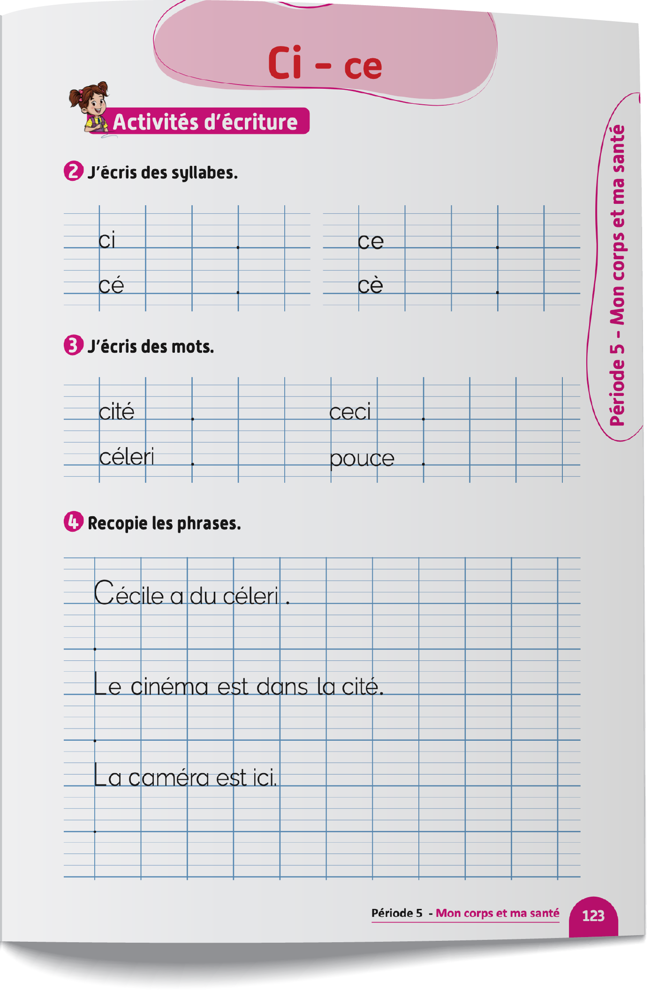 Ci - ce
Activités d'écriture
2 J'écris des syllabes.
ci . ce .
cé . cè .
3 J'écris des mots.
cité . ceci .
céleri . pouce .
4 Recopie les phrases.
Cécile a du céleri .
.
Le cinéma est dans la cité.
.
La caméra est ici.
.
Période 5 - Mon corps et ma santé
Période 5 - Mon corps et ma santé
123